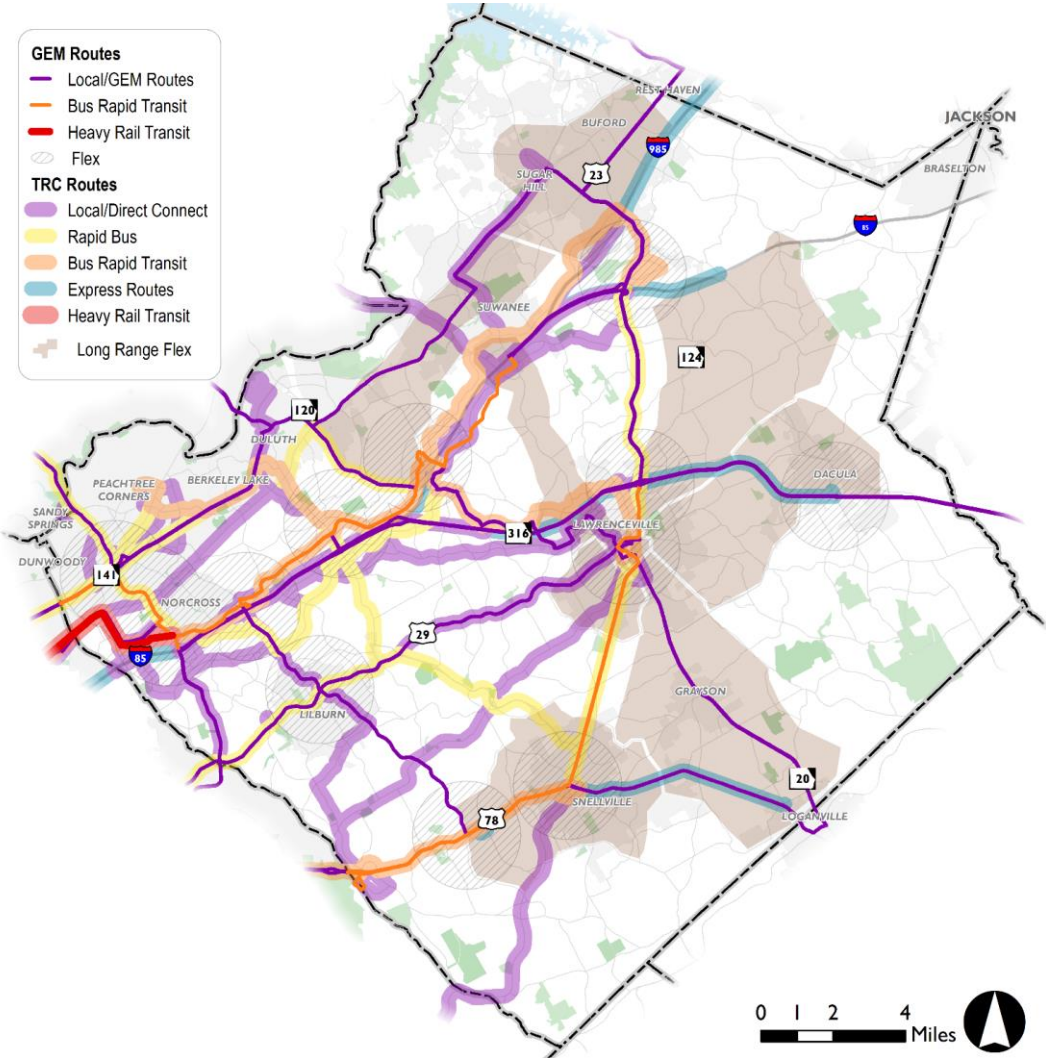 GEM Routes
Local/GEM Routes
Bus Rapid Transit
Heavy Rail Transit
Flex
TRC Routes
Local/Direct Connect
Rapid Bus
Bus Rapid Transit
Express Routes
Heavy Rail Transit
Long Range Flex
REST HAVEN
BUFORD
JACKSON
985
BRASELTON
SUGAR
HILL
23
85
SUWANEE
124
120
DULUTH
DACULA
PEACHTREE
CORNERS
BERKELEY LAKE
SANDY
SPRINGS
LAWRENCEVILLE
316
DUNWOODY
141
NORCROSS
29
85
GRAYSON
LILBURN
20
SNELLVILLE
78
LOGANVILLE
0 1 2 4
Miles